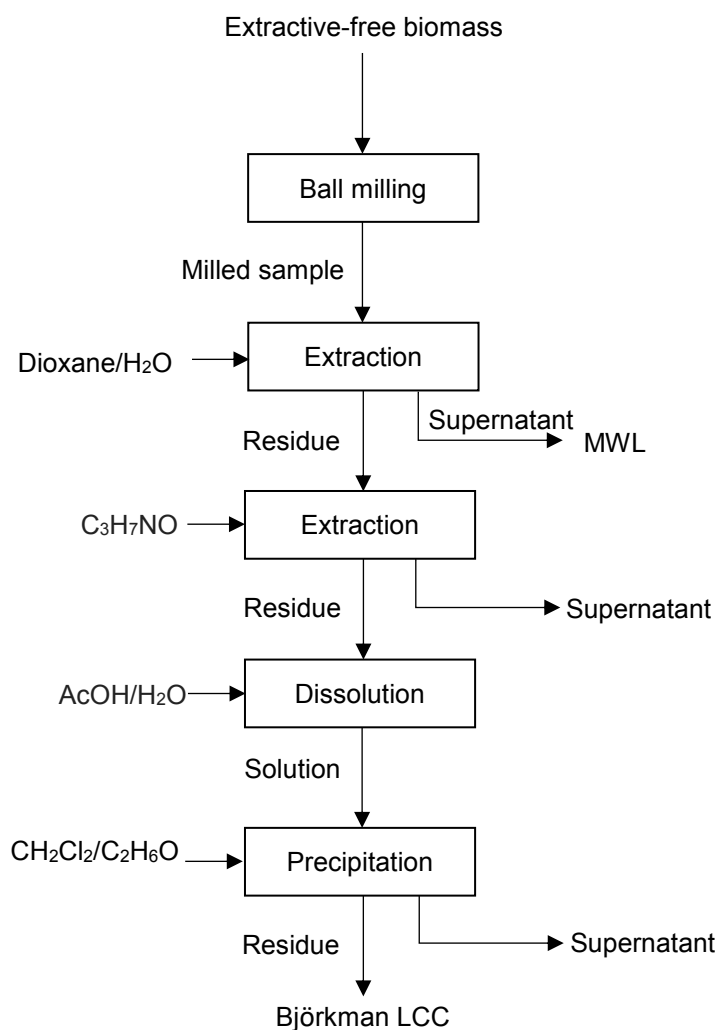 Extractive-free biomass
Ball milling
Milled sample
Dioxane/H₂O
Extraction
Supernatant
Residue
MWL
C₃H₇NO
Extraction
Residue
Supernatant
AcOH/H₂O
Dissolution
Solution
CH₂Cl₂/C₂H₆O
Precipitation
Residue
Supernatant
Björkman LCC